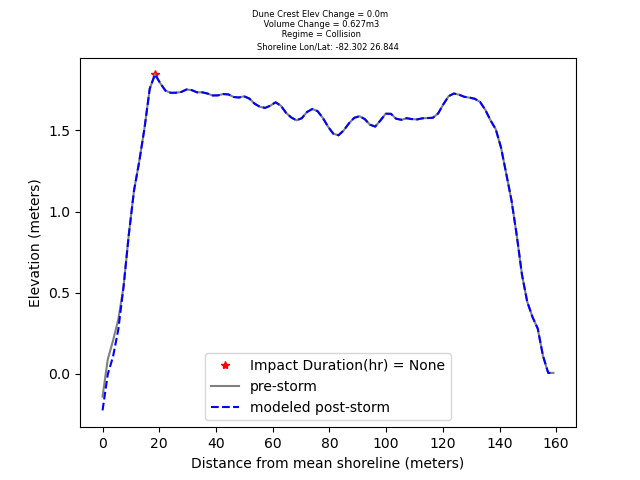 Dune Crest Elev Change = 0.0m
Volume Change = 0.627m3
Regime = Collision
Shoreline Lon/Lat: -82.302 26.844
Elevation (meters)
1.5
1.0
0.5
0.0
Impact Duration(hr) = None
pre-storm
modeled post-storm
0 20 40 60 80 100 120 140 160
Distance from mean shoreline (meters)